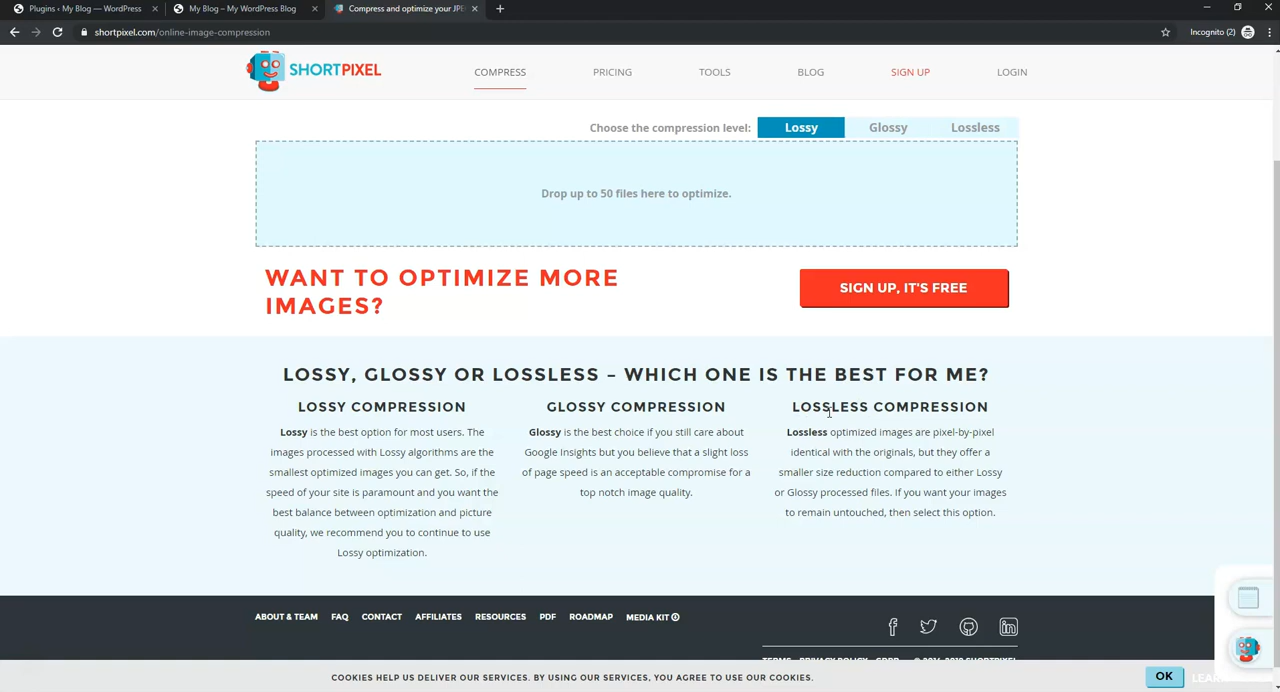 Plugins ‹ My Blog — WordPress
My Blog – My WordPress Blog
Compress and optimize your JPE
shortpixel.com/online-image-compression
Incognito (2)
SHORTPIXEL
COMPRESS
PRICING
TOOLS
BLOG
SIGN UP
LOGIN
Choose the compression level:
Lossy
Glossy
Lossless
Drop up to 50 files here to optimize.
WANT TO OPTIMIZE MORE
IMAGES?
SIGN UP, IT'S FREE
LOSSY, GLOSSY OR LOSSLESS – WHICH ONE IS THE BEST FOR ME?
LOSSY COMPRESSION
Lossy is the best option for most users. The
images processed with Lossy algorithms are the
smallest optimized images you can get. So, if the
speed of your site is paramount and you want the
best balance between optimization and picture
quality, we recommend you to continue to use
Lossy optimization.
GLOSSY COMPRESSION
Glossy is the best choice if you still care about
Google Insights but you believe that a slight loss
of page speed is an acceptable compromise for a
top notch image quality.
LOSSLESS COMPRESSION
Lossless optimized images are pixel-by-pixel
identical with the originals, but they offer a
smaller size reduction compared to either Lossy
or Glossy processed files. If you want your images
to remain untouched, then select this option.
ABOUT & TEAM
FAQ
CONTACT
AFFILIATES
RESOURCES
PDF
ROADMAP
MEDIA KIT
COOKIES HELP US DELIVER OUR SERVICES. BY USING OUR SERVICES, YOU AGREE TO USE OUR COOKIES.
OK